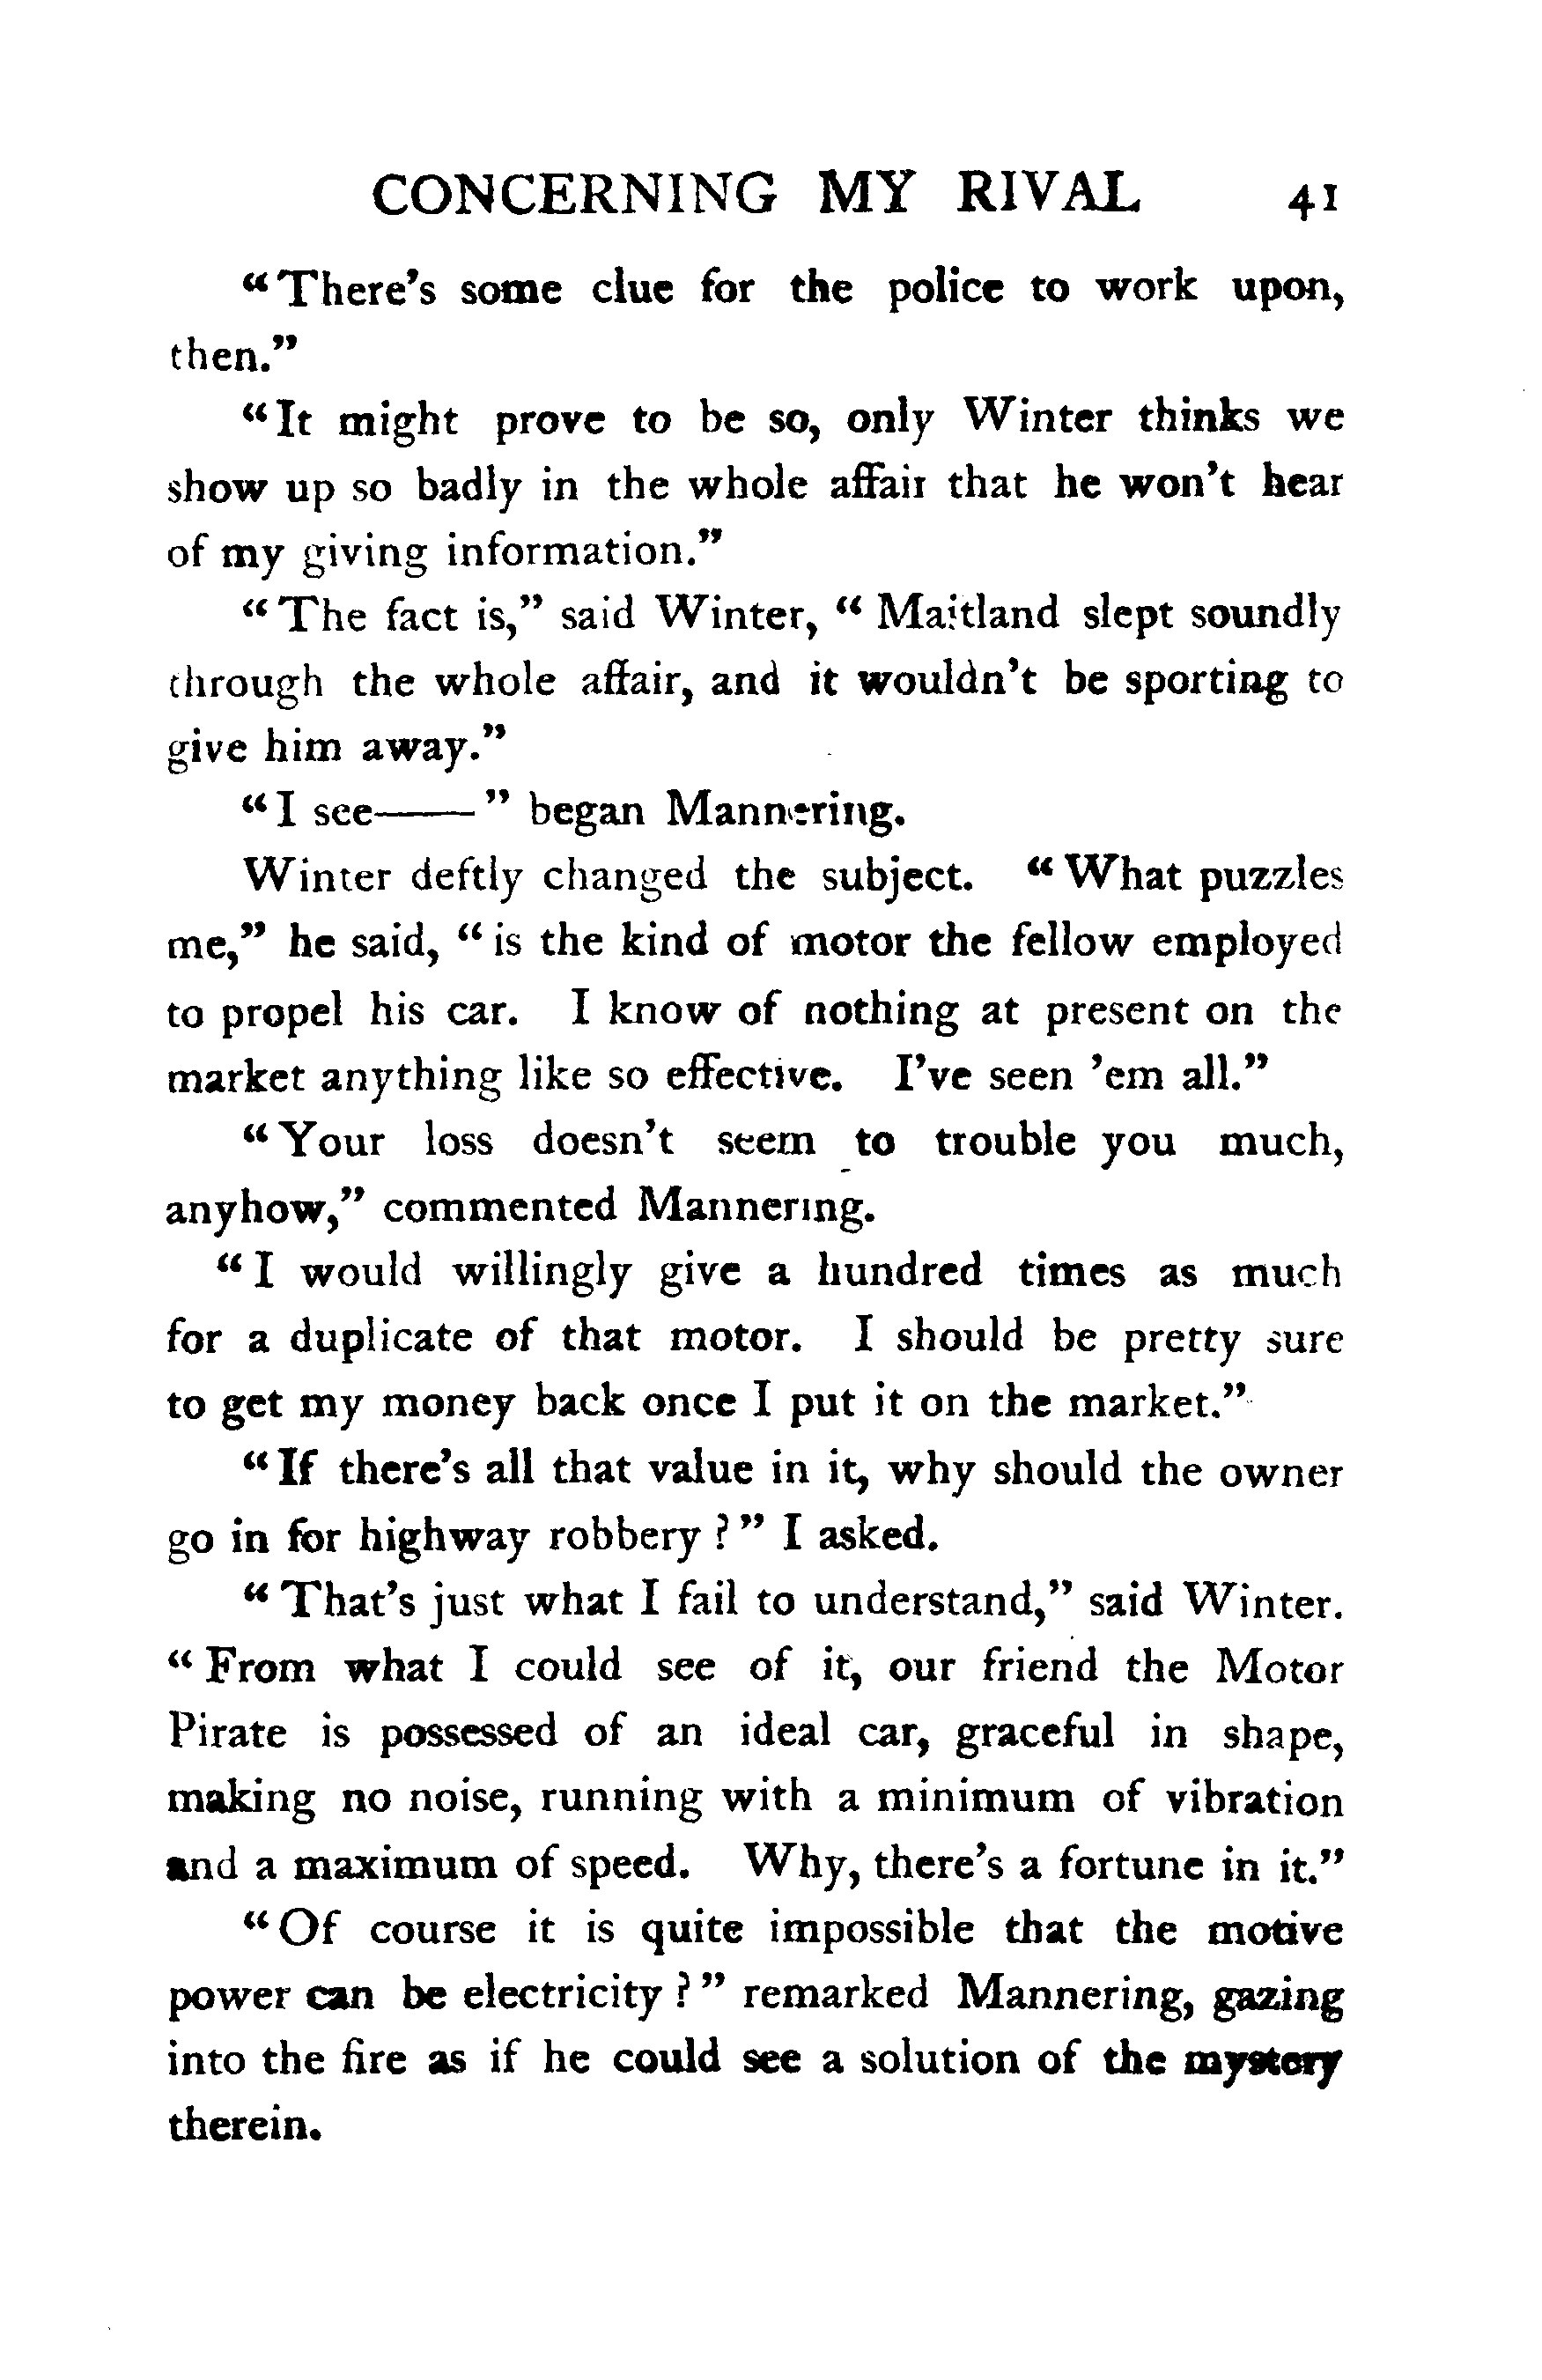 CONCERNING MY RIVAL 41
“There’s some clue for the police to work upon,
then.”
“It might prove to be so, only Winter thinks we
show up so badly in the whole affair that he won’t hear
of my giving information.”
“The fact is,” said Winter, “Maitland slept soundly
through the whole affair, and it wouldn’t be sporting to
give him away.”
“I see——” began Mannering.
Winter deftly changed the subject. “What puzzles
me,” he said, “is the kind of motor the fellow employed
to propel his car. I know of nothing at present on the
market anything like so effective. I’ve seen ’em all.”
“Your loss doesn’t seem to trouble you much,
anyhow,” commented Mannering.
“I would willingly give a hundred times as much
for a duplicate of that motor. I should be pretty sure
to get my money back once I put it on the market.”
“If there’s all that value in it, why should the owner
go in for highway robbery?” I asked.
“That’s just what I fail to understand,” said Winter.
“From what I could see of it, our friend the Motor
Pirate is possessed of an ideal car, graceful in shape,
making no noise, running with a minimum of vibration
and a maximum of speed. Why, there’s a fortune in it.”
“Of course it is quite impossible that the motive
power can be electricity?” remarked Mannering, gazing
into the fire as if he could see a solution of the mystery
therein.